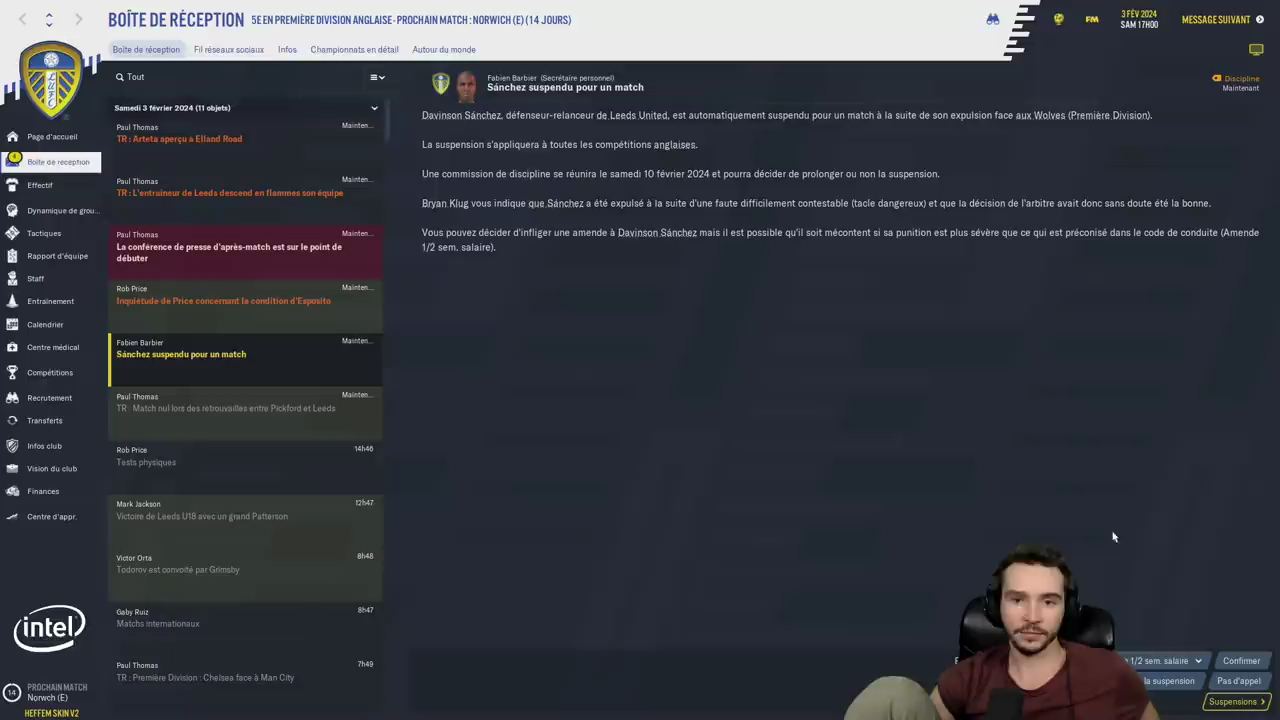 BOÎTE DE RÉCEPTION
5E EN PREMIÈRE DIVISION ANGLAISE - PROCHAIN MATCH : NORWICH (E) (14 JOURS)
FM
3 FÉV 2024
SAM 17H00
MESSAGE SUIVANT
Boîte de réception
Fil réseaux sociaux
Infos
Championnats en détail
Autour du monde
Page d'accueil
4
Boîte de réception
Effectif
Dynamique de grou...
Tactiques
Rapport d'équipe
Staff
Entraînement
Calendrier
Centre médical
Compétitions
Recrutement
Transferts
Infos club
Vision du club
Finances
Centre d'appr.
intel
14
PROCHAIN MATCH
Norwch (E)
HEFFEM SKIN V2
Tout
Samedi 3 février 2024 (11 objets)
Paul Thomas
Mainten...
TR : Arteta aperçu à Elland Road
Paul Thomas
Mainten...
TR : L'entraîneur de Leeds descend en flammes son équipe
Paul Thomas
Mainten...
La conférence de presse d'après-match est sur le point de
débuter
Rob Price
Mainten...
Inquiétude de Price concernant la condition d'Esposito
Fabien Barbier
Mainten...
Sánchez suspendu pour un match
Paul Thomas
Mainten...
TR : Match nul lors des retrouvailles entre Pickford et Leeds
Rob Price
14h46
Tests physiques
Mark Jackson
12h47
Victoire de Leeds U18 avec un grand Patterson
Victor Orta
8h48
Todorov est convoité par Grimsby
Gaby Ruiz
8h47
Matchs internationaux
Paul Thomas
7h49
TR : Première Division : Chelsea face à Man City
Fabien Barbier (Secrétaire personnel)
Sánchez suspendu pour un match
Discipline
Maintenant
Davinson Sánchez, défenseur-relanceur de Leeds United, est automatiquement suspendu pour un match à la suite de son expulsion face aux Wolves (Première Division).
La suspension s'appliquera à toutes les compétitions anglaises.
Une commission de discipline se réunira le samedi 10 février 2024 et pourra décider de prolonger ou non la suspension.
Bryan Klug vous indique que Sánchez a été expulsé à la suite d'une faute difficilement contestable (tacle dangereux) et que la décision de l'arbitre avait donc sans doute été la bonne.
Vous pouvez décider d'infliger une amende à Davinson Sánchez mais il est possible qu'il soit mécontent si sa punition est plus sévère que ce qui est préconisé dans le code de conduite (Amende
1/2 sem. salaire).
1/2 sem. salaire
Confirmer
la suspension
Pas d'appel
Suspensions